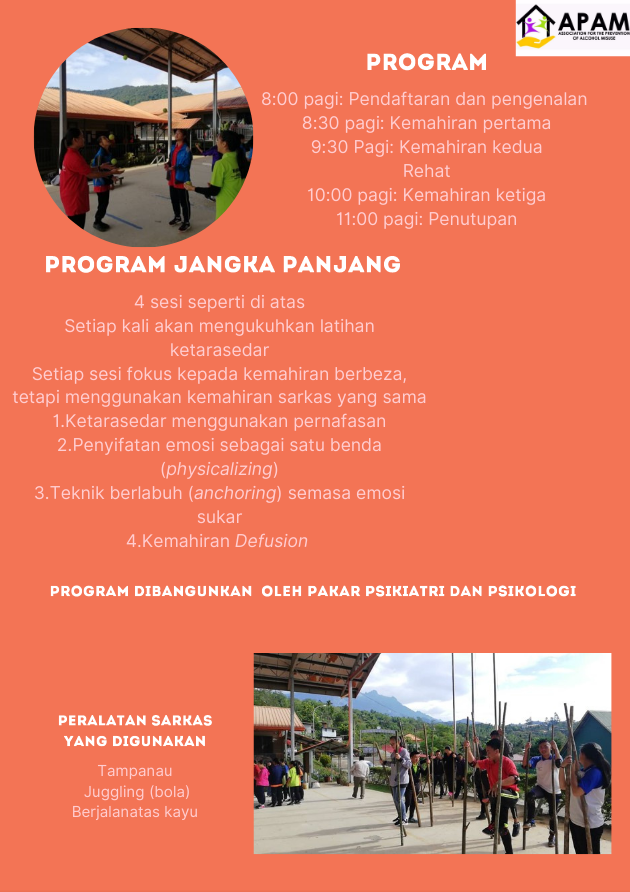 APAM
ASSOCIATION FOR THE PREVENTION
OF ALCOHOL MISUSE
PROGRAM
8:00 pagi: Pendaftaran dan pengenalan
8:30 pagi: Kemahiran pertama
9:30 Pagi: Kemahiran kedua
Rehat
10:00 pagi: Kemahiran ketiga
11:00 pagi: Penutupan
PROGRAM JANGKA PANJANG
4 sesi seperti di atas
Setiap kali akan mengukuhkan latihan
ketarasedar
Setiap sesi fokus kepada kemahiran berbeza,
tetapi menggunakan kemahiran sarkas yang sama
1.Ketarasedar menggunakan pernafasan
2.Penyifatan emosi sebagai satu benda
(physicalizing)
3.Teknik berlabuh (anchoring) semasa emosi
sukar
4.Kemahiran Defusion
PROGRAM DIBANGUNKAN OLEH PAKAR PSIKIATRI DAN PSIKOLOGI
PERALATAN SARKAS
YANG DIGUNAKAN
Tampanau
Juggling (bola)
Berjalanatas kayu